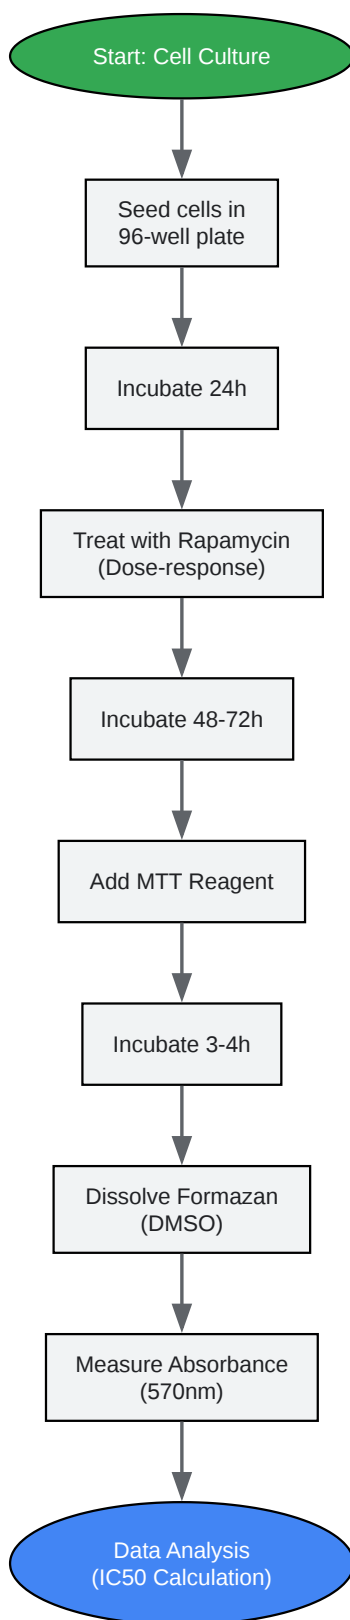 Start: Cell Culture
Seed cells in
96-well plate
Incubate 24h
Treat with Rapamycin
(Dose-response)
Incubate 48-72h
Add MTT Reagent
Incubate 3-4h
Dissolve Formazan
(DMSO)
Measure Absorbance
(570nm)
Data Analysis
(IC50 Calculation)